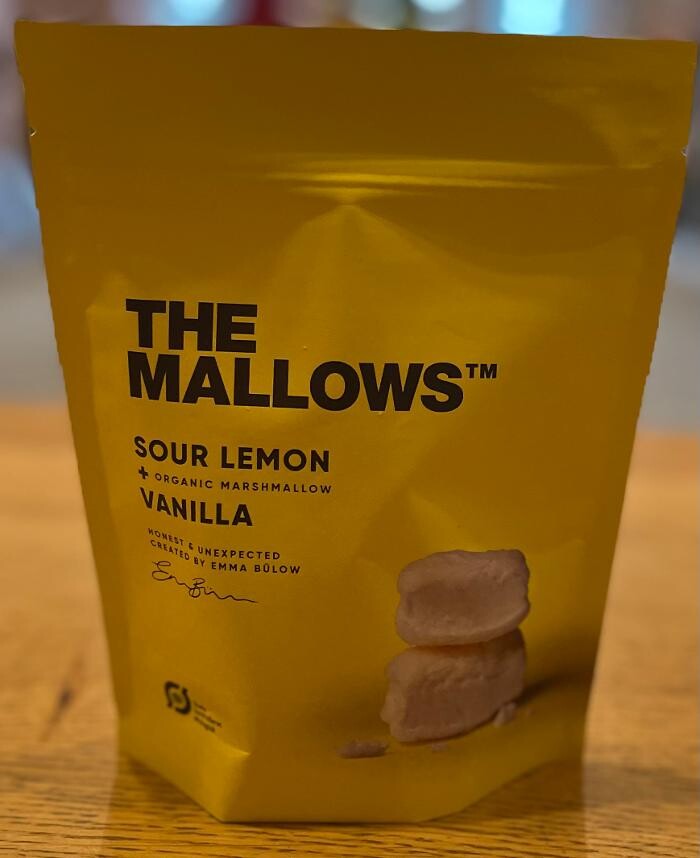 THE
MALLOWS™
SOUR LEMON
+ ORGANIC MARSHMALLOW
VANILLA
HONEST & UNEXPECTED
CREATED BY EMMA BÜLOW